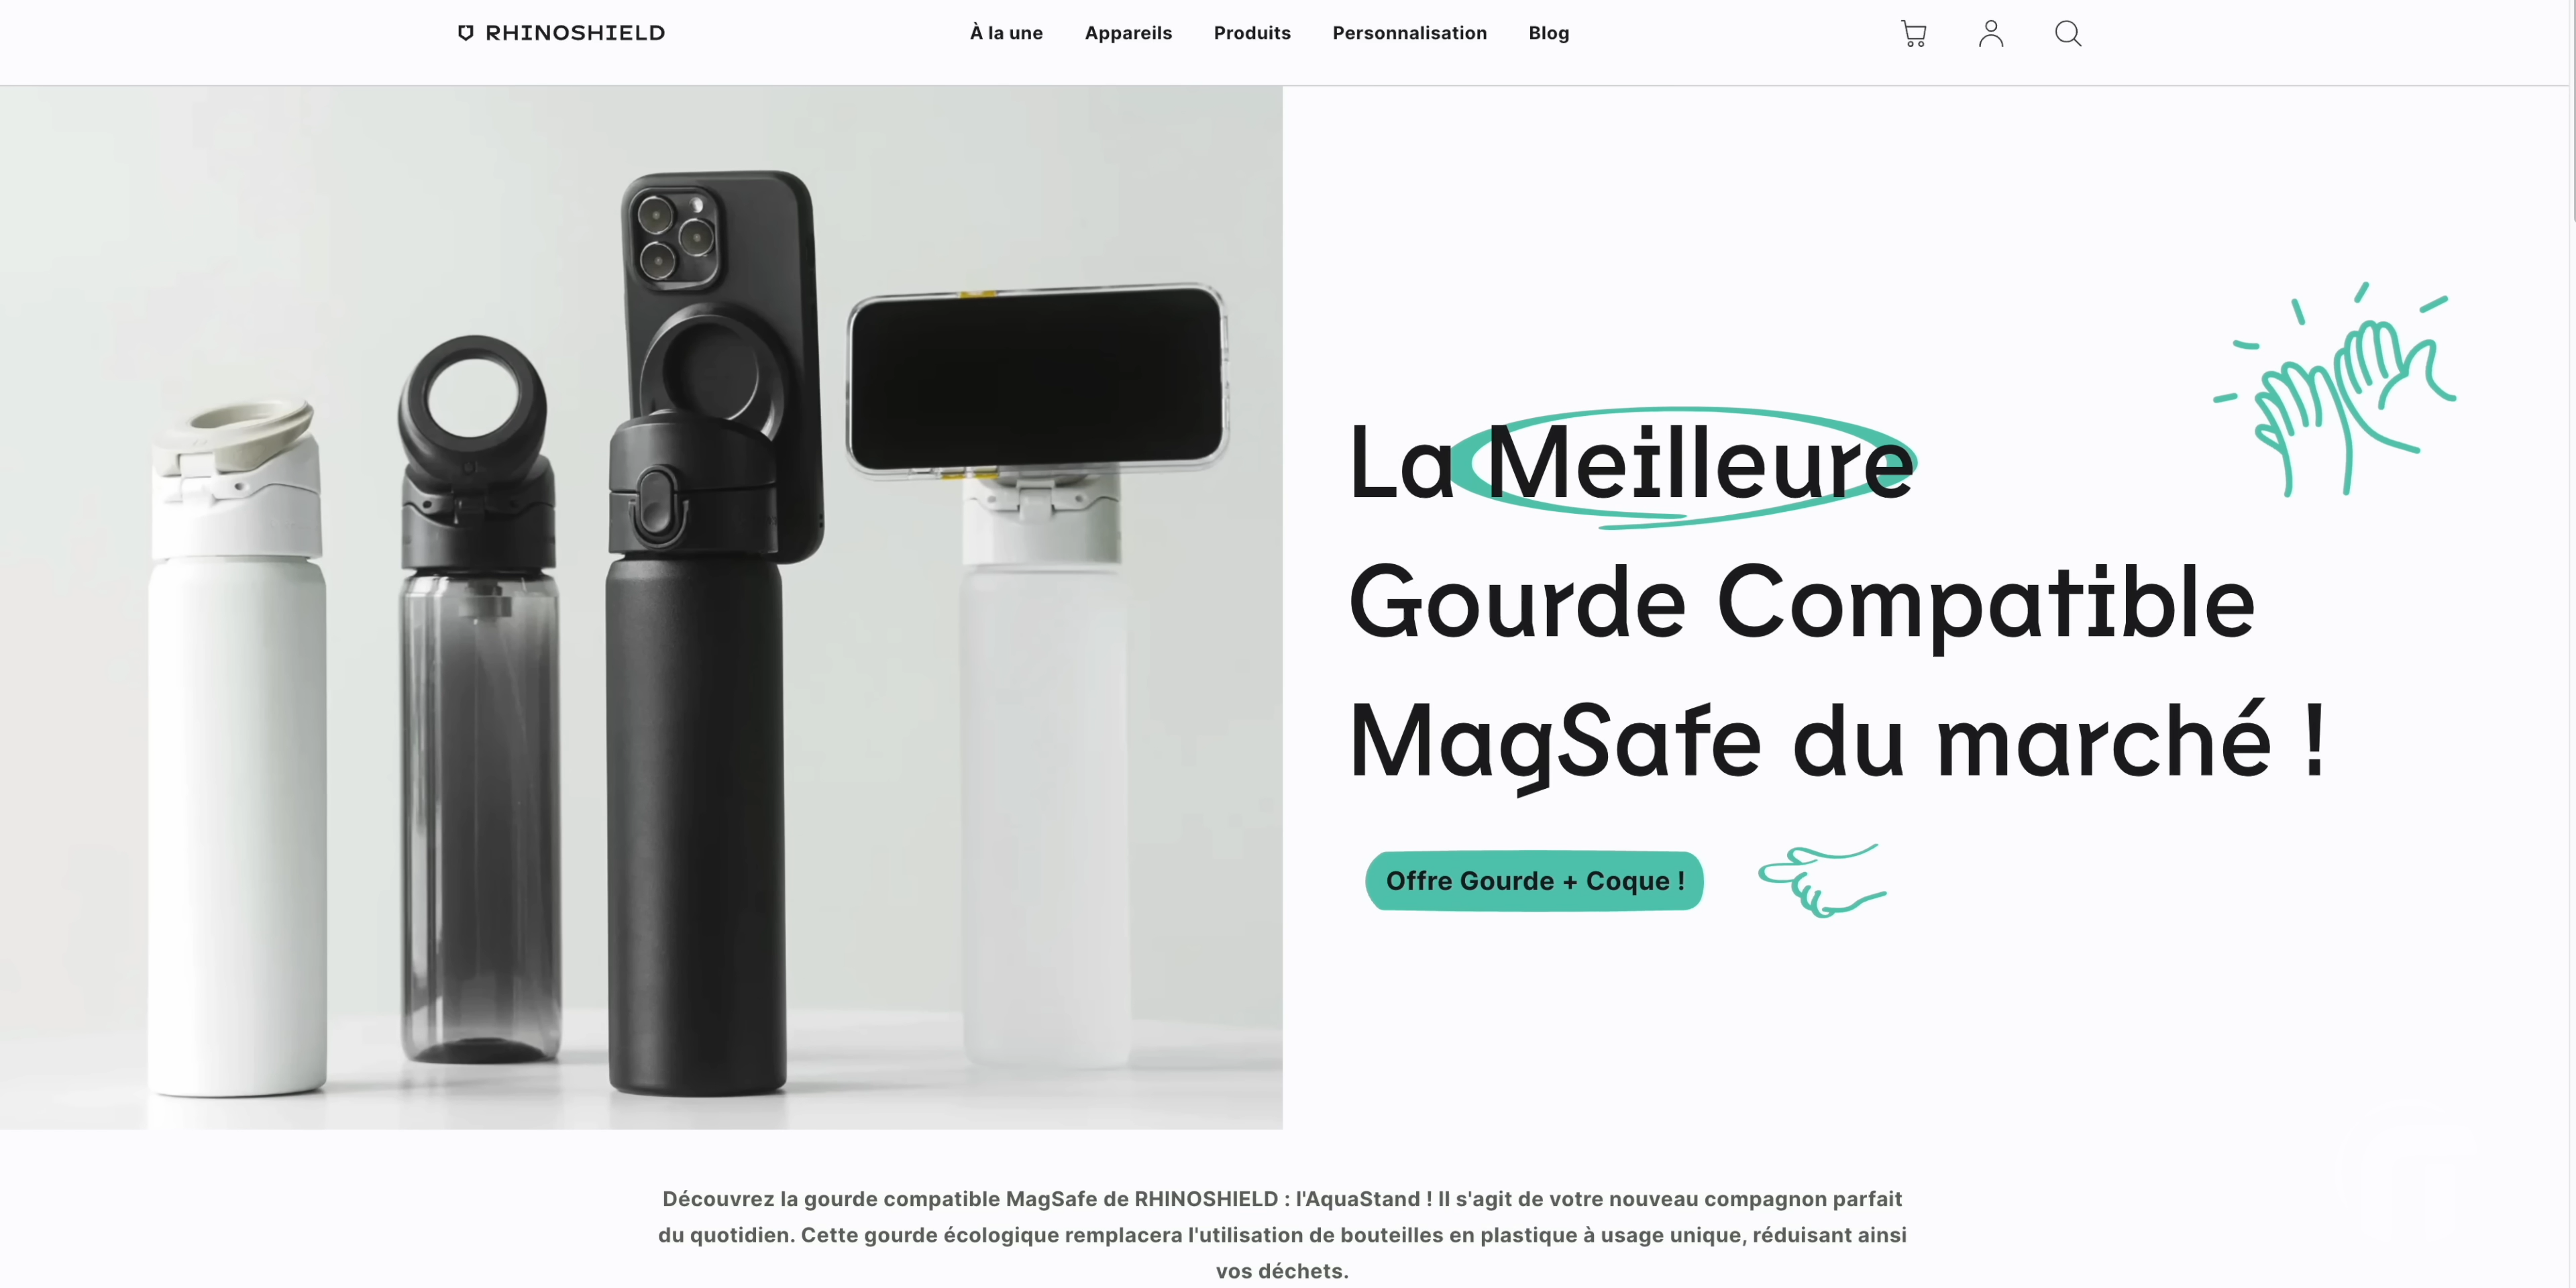 RHINOSHIELD
À la une Appareils Produits Personnalisation Blog
La Meilleure
Gourde Compatible
MagSafe du marché !
Offre Gourde + Coque !
Découvrez la gourde compatible MagSafe de RHINOSHIELD : l'AquaStand ! Il s'agit de votre nouveau compagnon parfait
du quotidien. Cette gourde écologique remplacera l'utilisation de bouteilles en plastique à usage unique, réduisant ainsi
vos déchets.